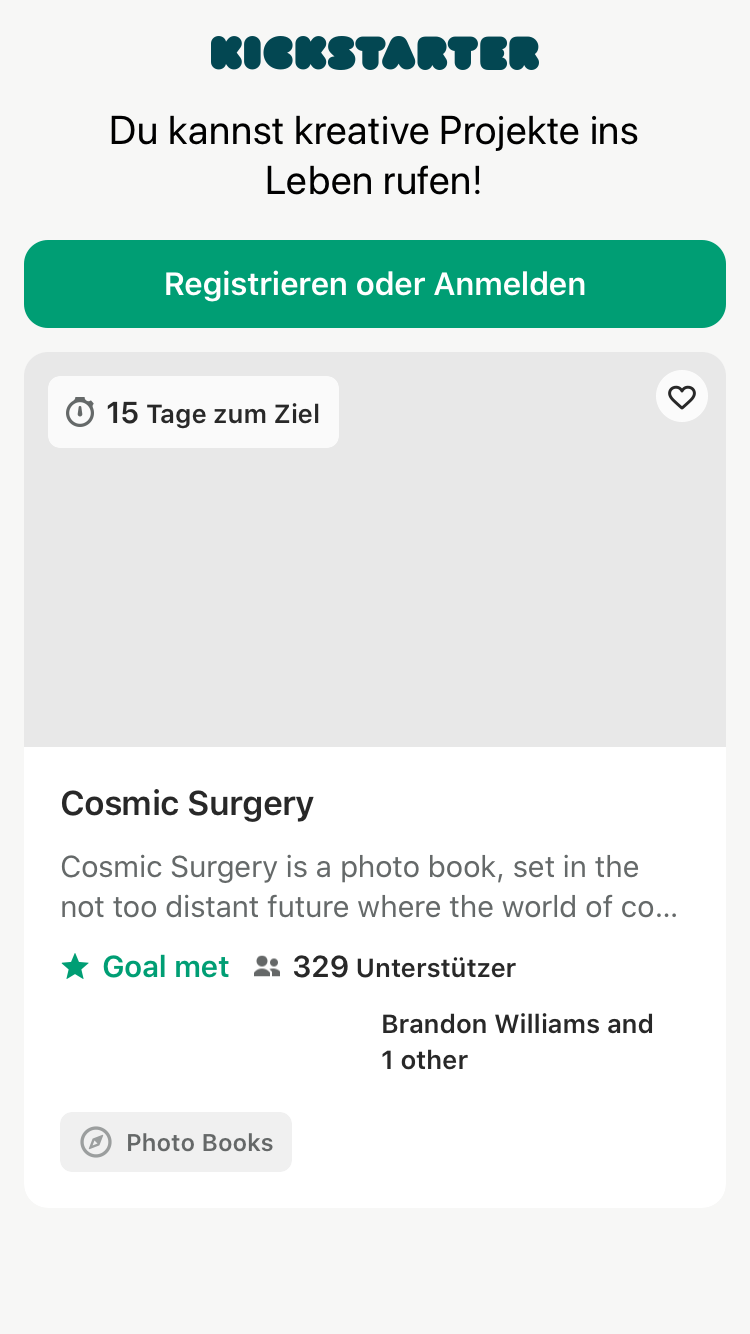 KICKSTARTER
Du kannst kreative Projekte ins
Leben rufen!
Registrieren oder Anmelden
15 Tage zum Ziel
Cosmic Surgery
Cosmic Surgery is a photo book, set in the
not too distant future where the world of co...
Goal met 329 Unterstützer
Brandon Williams and
1 other
Photo Books